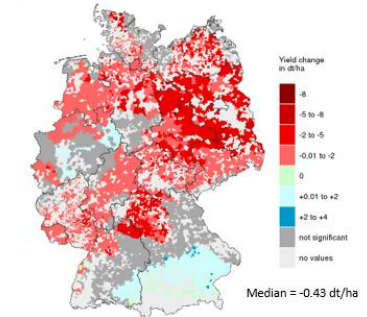 Yield change
in dt/ha
-8
-5 to -8
-2 to -5
-0,01 to -2
0
+0.01 to +2
+2 to +4
not significant
no values
Median = -0.43 dt/ha